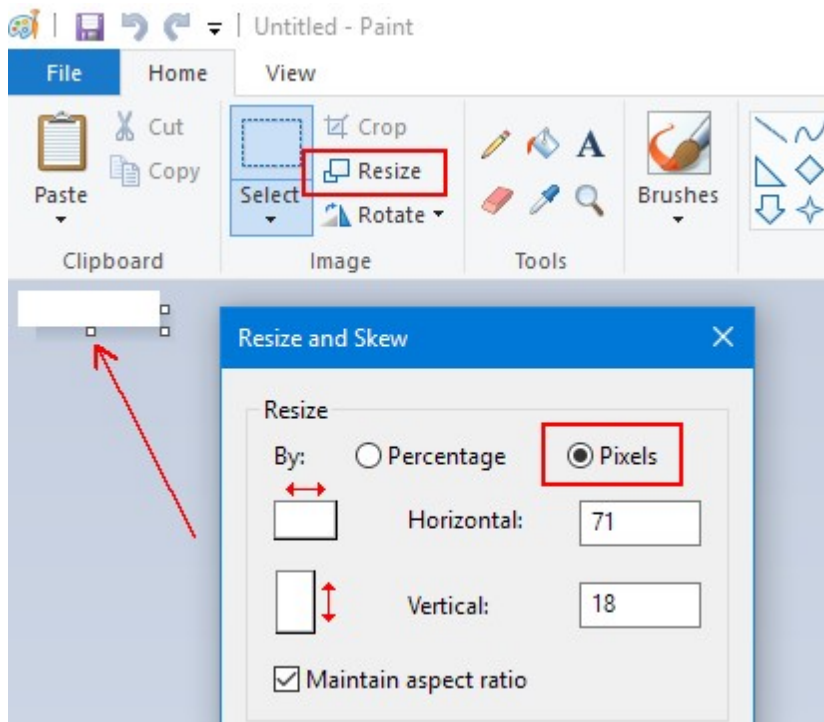 Untitled - Paint
File Home View
Cut
Crop
Copy
Resize
Paste
Select
Rotate
Brushes
Clipboard
Image
Tools
A
Resize and Skew
Resize
By: Percentage Pixels
Horizontal: 71
Vertical: 18
Maintain aspect ratio